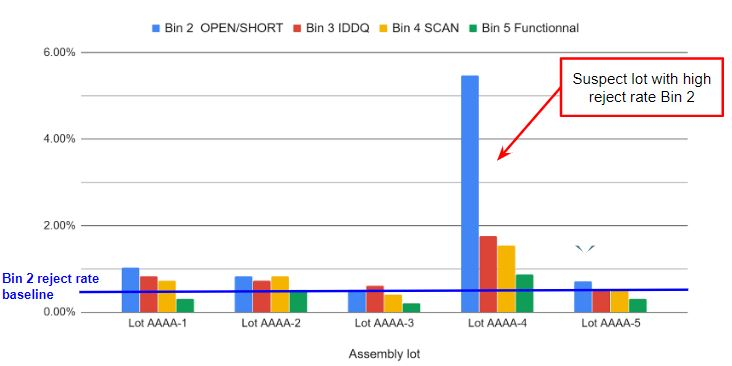 Bin 2 OPEN/SHORT Bin 3 IDDQ Bin 4 SCAN Bin 5 Functionnal
6.00%
Suspect lot with high
reject rate Bin 2
4.00%
2.00%
Bin 2 reject rate
baseline
0.00%
Lot AAAA-1 Lot AAAA-2 Lot AAAA-3 Lot AAAA-4 Lot AAAA-5
Assembly lot